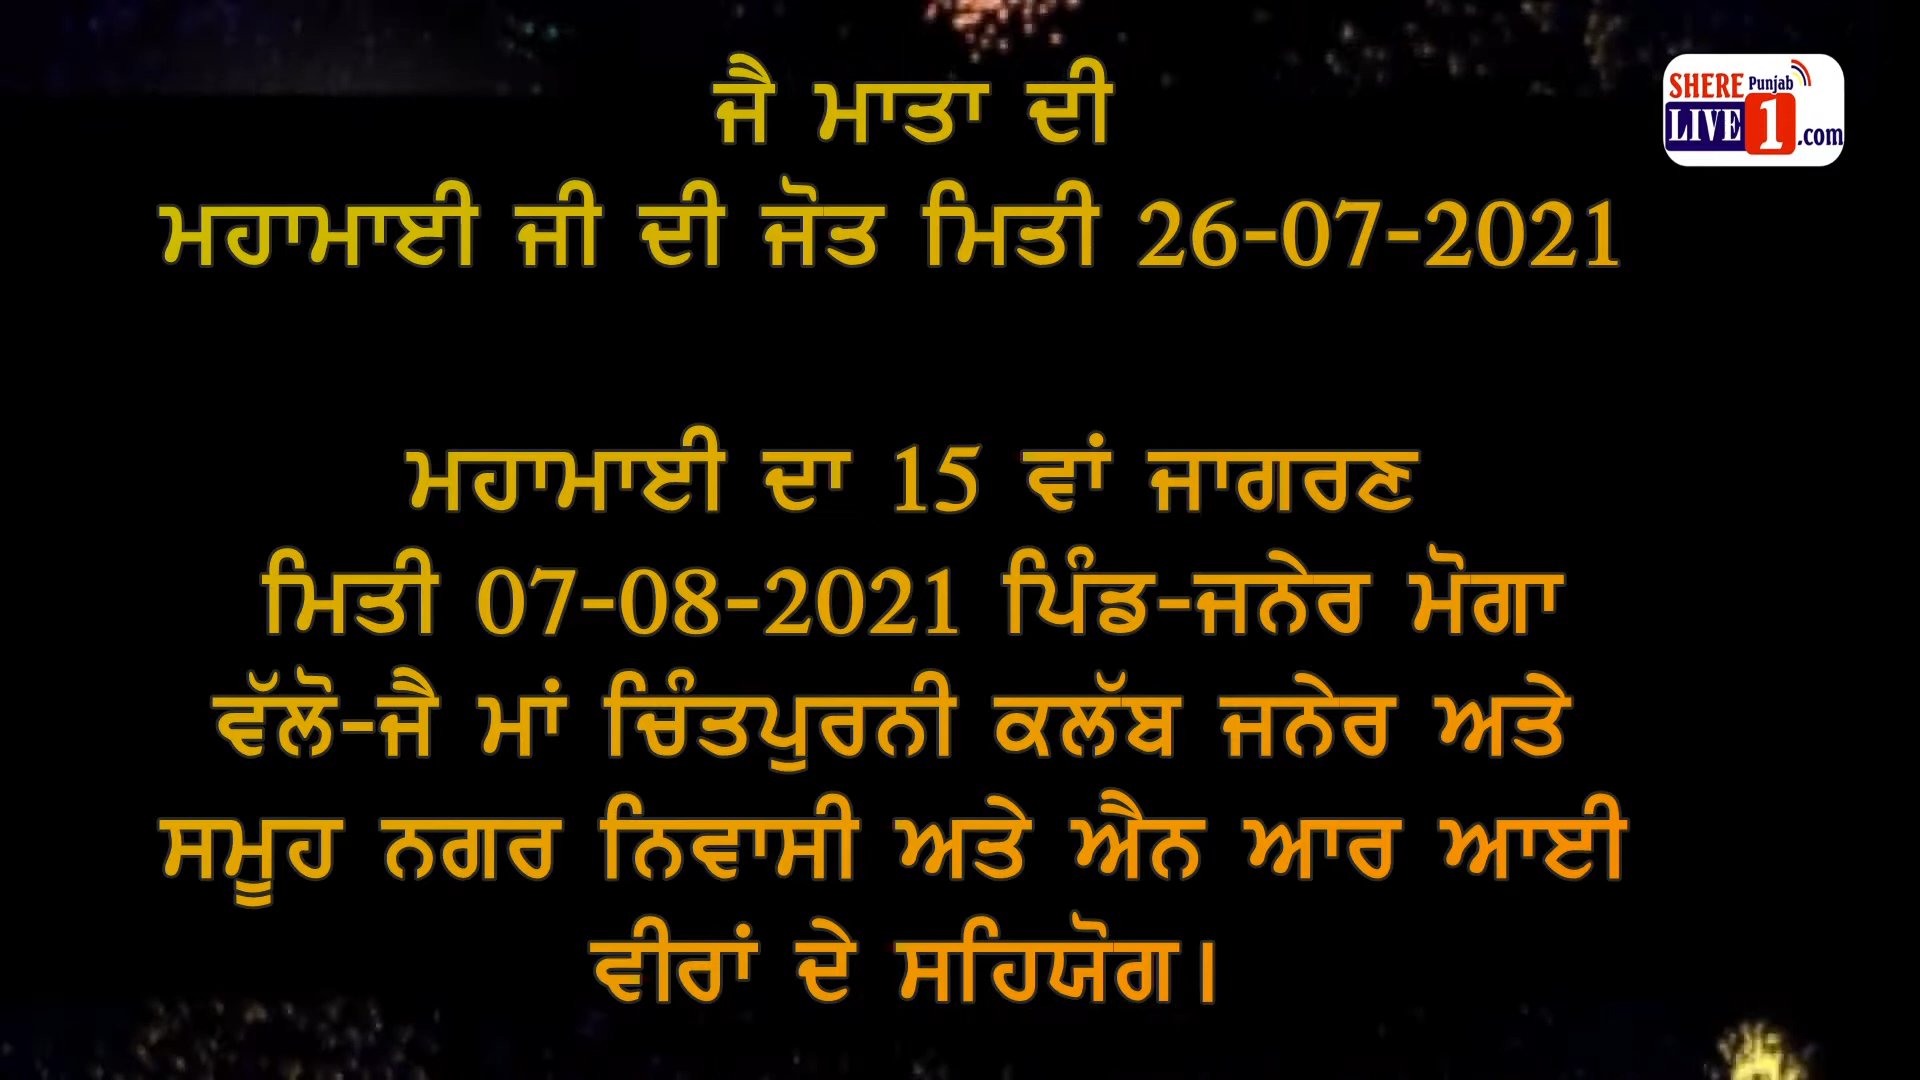 ਜੈ ਮਾਤਾ ਦੀ
SHERE Punjab
LIVE 1 .com
ਮਹਾਮਾਈ ਜੀ ਦੀ ਜੋਤ ਮਿਤੀ 26-07-2021
ਮਹਾਮਾਈ ਦਾ 15 ਵਾਂ ਜਾਗਰਣ
ਮਿਤੀ 07-08-2021 ਪਿੰਡ-ਜਨੇਰ ਮੋਗਾ
ਵੱਲੋ-ਜੈ ਮਾਂ ਚਿੰਤਪੁਰਨੀ ਕਲੱਬ ਜਨੇਰ ਅਤੇ
ਸਮੂਹ ਨਗਰ ਨਿਵਾਸੀ ਅਤੇ ਐਨ ਆਰ ਆਈ
ਵੀਰਾਂ ਦੇ ਸਹਿਯੋਗ।